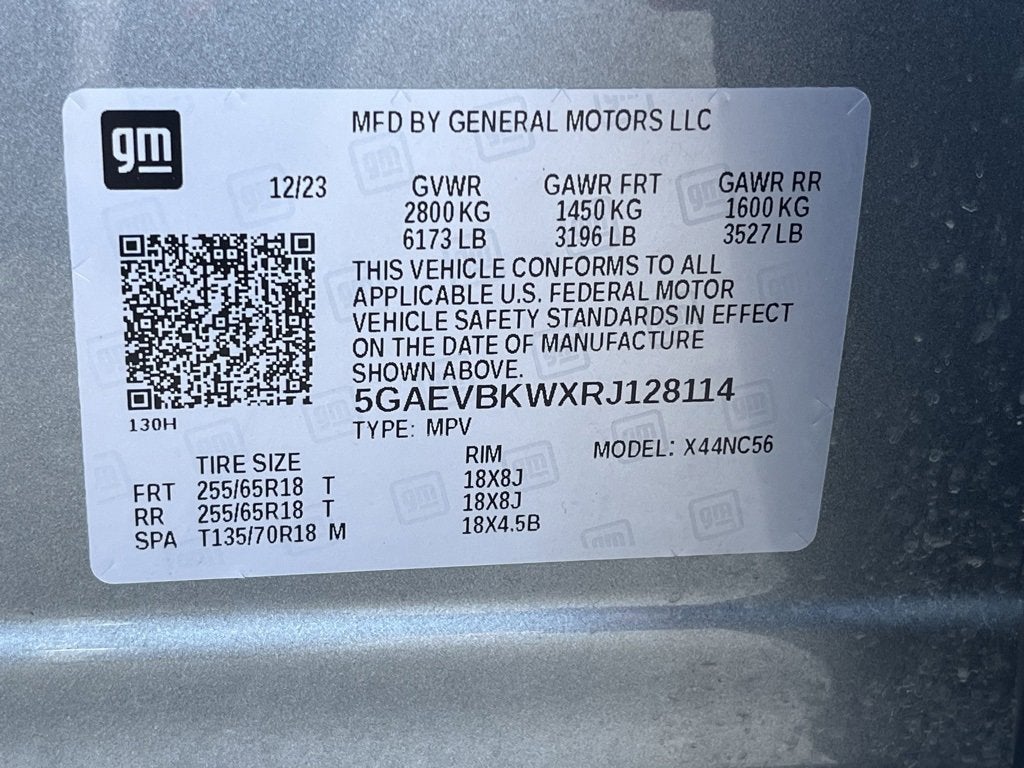 gm
MFD BY GENERAL MOTORS LLC
12/23 GVWR GAWR FRT GAWR RR
2800 KG 1450 KG 1600 KG
6173 LB 3196 LB 3527 LB
THIS VEHICLE CONFORMS TO ALL
APPLICABLE U.S. FEDERAL MOTOR
VEHICLE SAFETY STANDARDS IN EFFECT
ON THE DATE OF MANUFACTURE
SHOWN ABOVE.
5GAEVBKWXRJ128114
130H
TYPE: MPV
MODEL: X44NC56
TIRE SIZE RIM
FRT 255/65R18 T 18X8J
RR 255/65R18 T 18X8J
SPA T135/70R18 M 18X4.5B